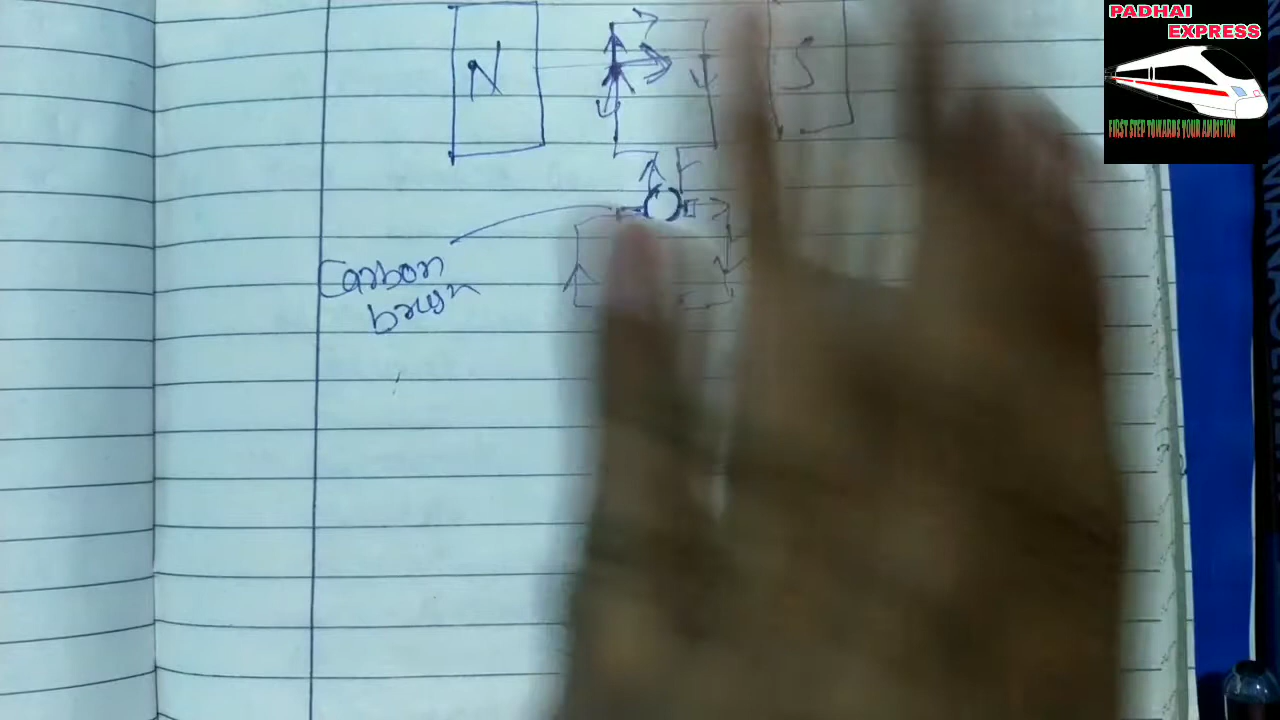 PADHAI
EXPRESS
FIRST STEP TOWARDS YOUR AMBITION
N
S
Carbon
brush